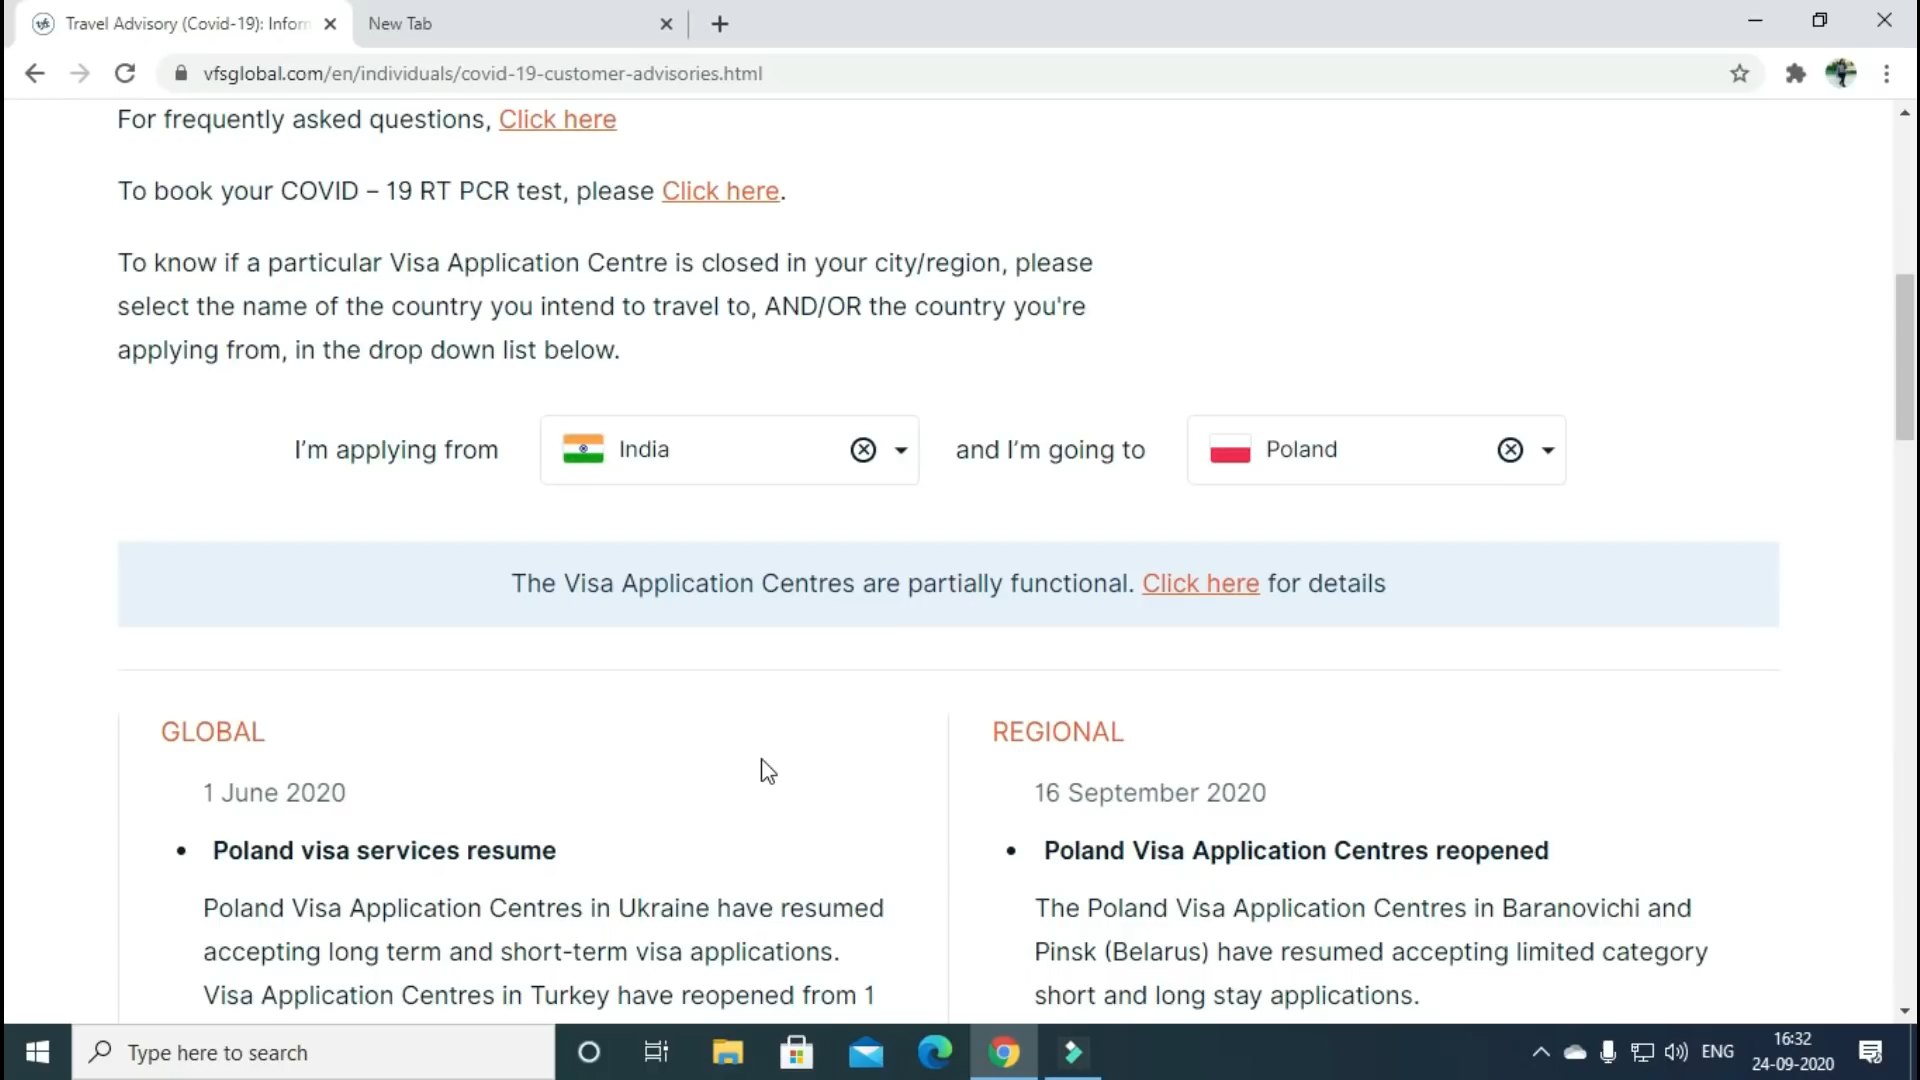 Travel Advisory (Covid-19): Inform
New Tab
vfsglobal.com/en/individuals/covid-19-customer-advisories.html
For frequently asked questions, Click here
To book your COVID – 19 RT PCR test, please Click here.
To know if a particular Visa Application Centre is closed in your city/region, please
select the name of the country you intend to travel to, AND/OR the country you're
applying from, in the drop down list below.
I’m applying from India and I’m going to Poland
The Visa Application Centres are partially functional. Click here for details
GLOBAL
1 June 2020
• Poland visa services resume
Poland Visa Application Centres in Ukraine have resumed
accepting long term and short-term visa applications.
Visa Application Centres in Turkey have reopened from 1
REGIONAL
16 September 2020
• Poland Visa Application Centres reopened
The Poland Visa Application Centres in Baranovichi and
Pinsk (Belarus) have resumed accepting limited category
short and long stay applications.
Type here to search
ENG
16:32
24-09-2020